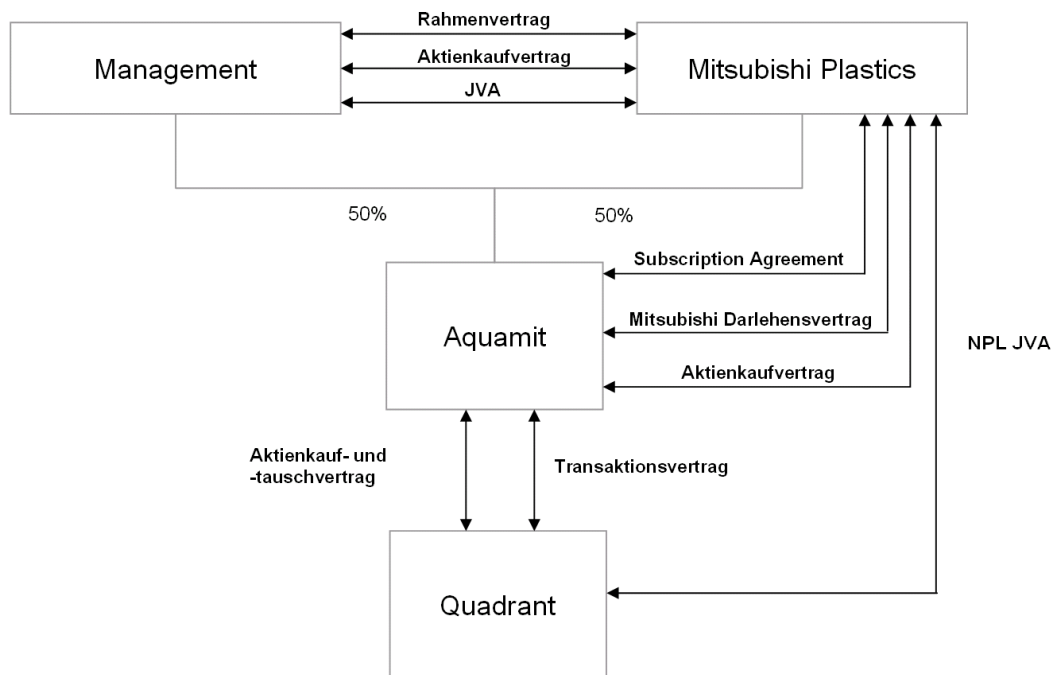 Rahmenvertrag
Management
Aktienkaufvertrag
Mitsubishi Plastics
JVA
50%
50%
Subscription Agreement
Mitsubishi Darlehensvertrag
NPL JVA
Aquamit
Aktienkaufvertrag
Aktienkauf- und
-tauschvertrag
Transaktionsvertrag
Quadrant